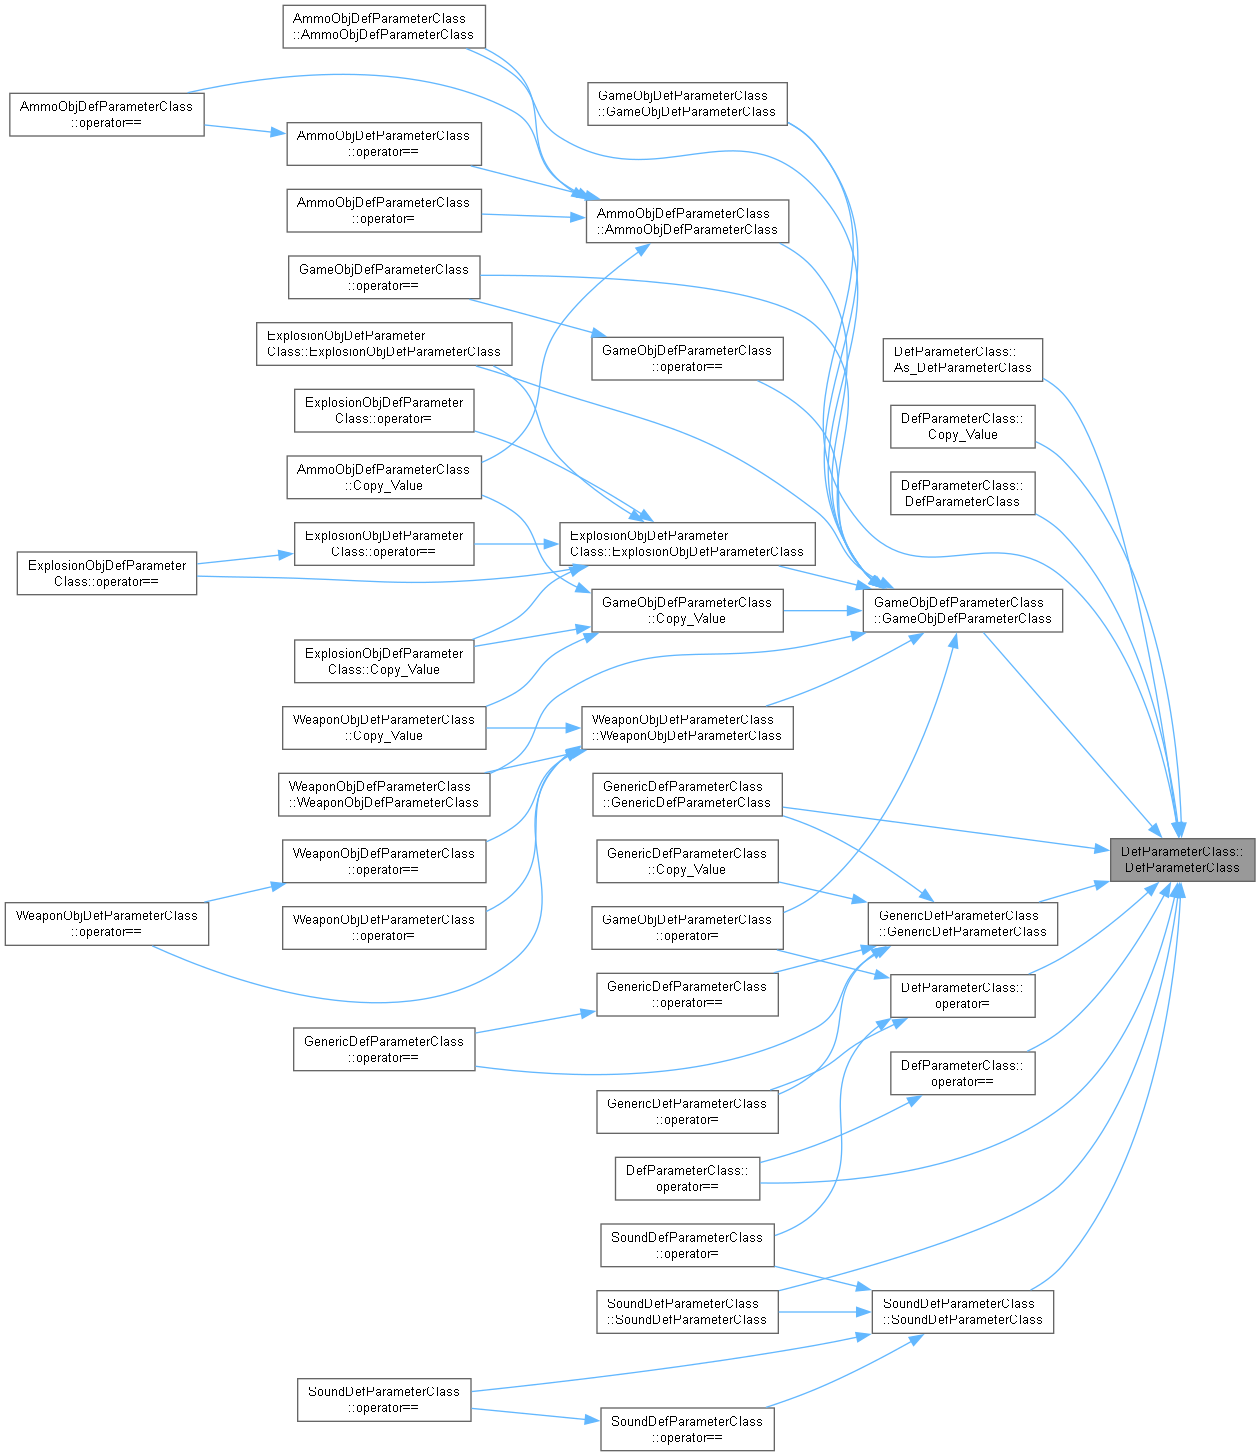 AmmoObjDefParameterClass
::AmmoObjDefParameterClass
GameObjDefParameterClass
::GameObjDefParameterClass
AmmoObjDefParameterClass
::operator==
AmmoObjDefParameterClass
::operator==
AmmoObjDefParameterClass
::operator=
AmmoObjDefParameterClass
::AmmoObjDefParameterClass
GameObjDefParameterClass
::operator==
ExplosionObjDefParameter
Class::ExplosionObjDefParameterClass
GameObjDefParameterClass
::operator==
DefParameterClass::
As_DefParameterClass
ExplosionObjDefParameter
Class::operator=
DefParameterClass::
Copy_Value
AmmoObjDefParameterClass
::Copy_Value
DefParameterClass::
DefParameterClass
ExplosionObjDefParameter
Class::operator==
ExplosionObjDefParameter
Class::ExplosionObjDefParameterClass
ExplosionObjDefParameter
Class::operator==
GameObjDefParameterClass
::Copy_Value
GameObjDefParameterClass
::GameObjDefParameterClass
ExplosionObjDefParameter
Class::Copy_Value
WeaponObjDefParameterClass
::Copy_Value
WeaponObjDefParameterClass
::WeaponObjDefParameterClass
WeaponObjDefParameterClass
::WeaponObjDefParameterClass
GenericDefParameterClass
::GenericDefParameterClass
WeaponObjDefParameterClass
::operator==
GenericDefParameterClass
::Copy_Value
DefParameterClass::
DefParameterClass
WeaponObjDefParameterClass
::operator==
WeaponObjDefParameterClass
::operator=
GameObjDefParameterClass
::operator=
GenericDefParameterClass
::GenericDefParameterClass
GenericDefParameterClass
::operator==
DefParameterClass::
operator=
GenericDefParameterClass
::operator==
DefParameterClass::
operator==
GenericDefParameterClass
::operator=
DefParameterClass::
operator==
SoundDefParameterClass
::operator=
SoundDefParameterClass
::SoundDefParameterClass
SoundDefParameterClass
::SoundDefParameterClass
SoundDefParameterClass
::operator==
SoundDefParameterClass
::operator==